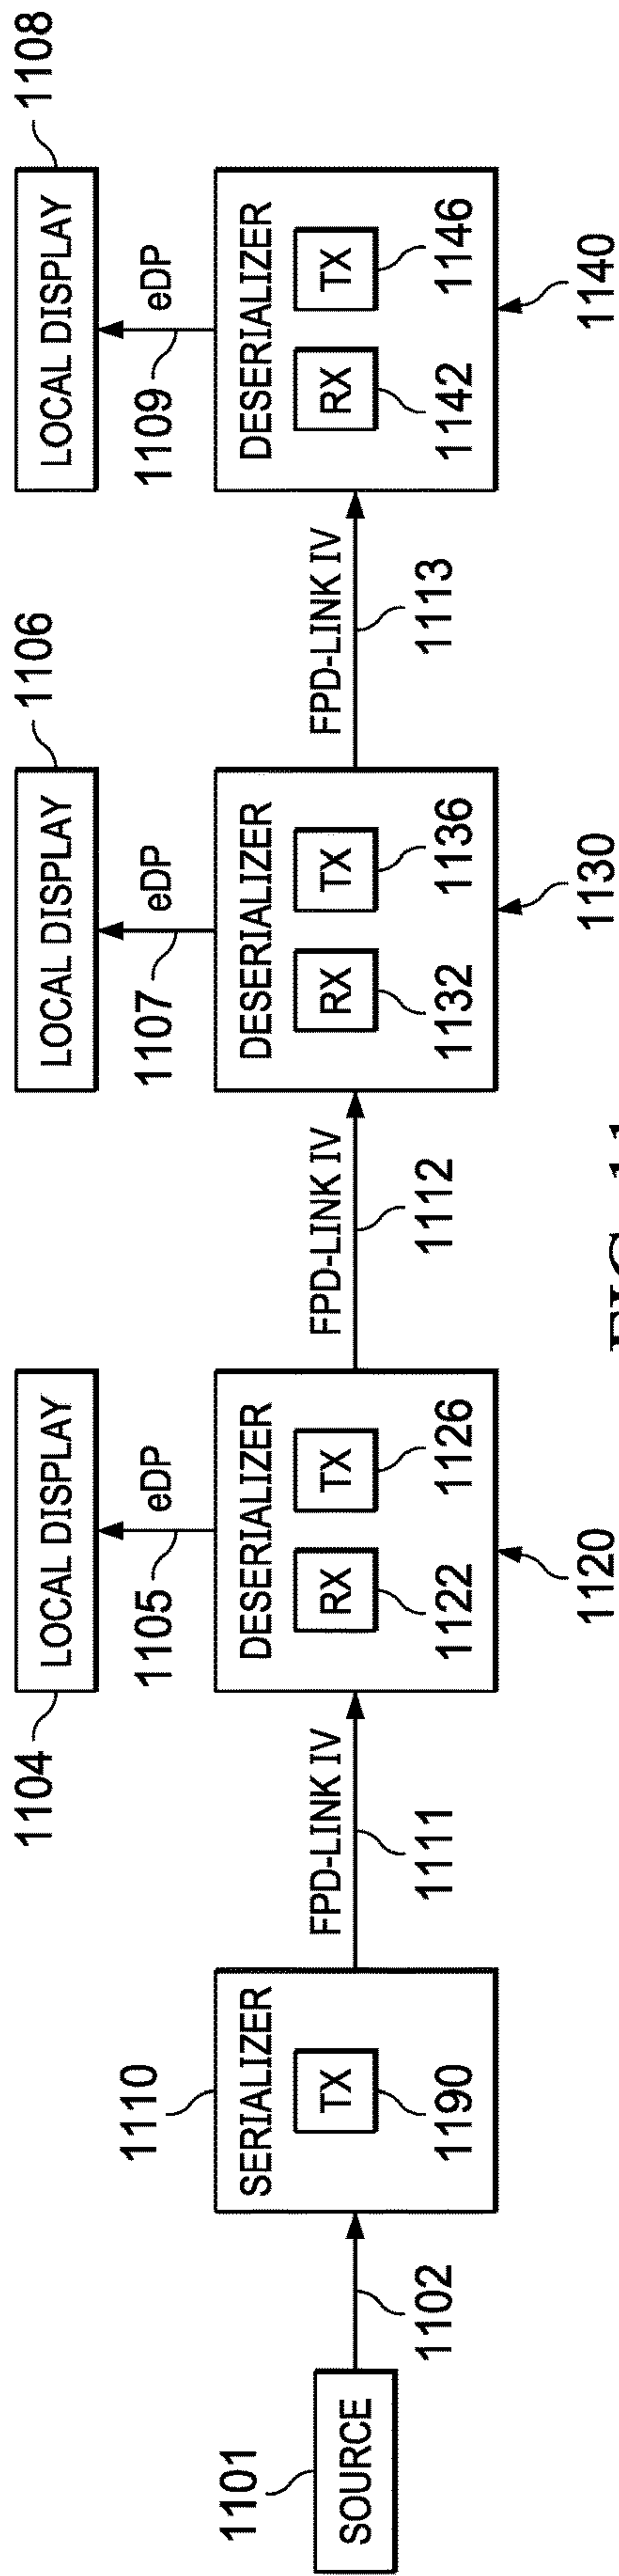 1104 1106 1108
LOCAL DISPLAY LOCAL DISPLAY LOCAL DISPLAY
1105 eDP 1107 eDP 1109 eDP
1101 1110
SERIALIZER DESERIALIZER DESERIALIZER DESERIALIZER
FPD-LINK IV FPD-LINK IV FPD-LINK IV
SOURCE TX RX TX RX TX RX TX
1102 1190 1111 1122 1126 1112 1132 1136 1113 1142 1146
1120 1130 1140